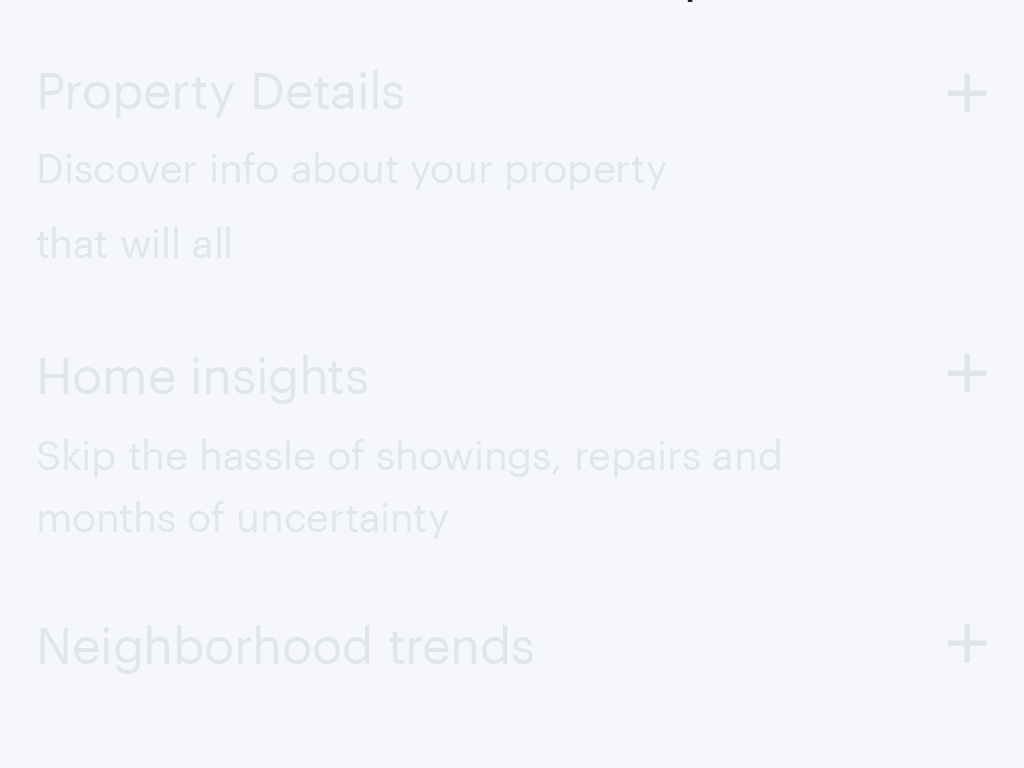 Property Details
Discover info about your property
that will all
Home insights
Skip the hassle of showings, repairs and
months of uncertainty
Neighborhood trends